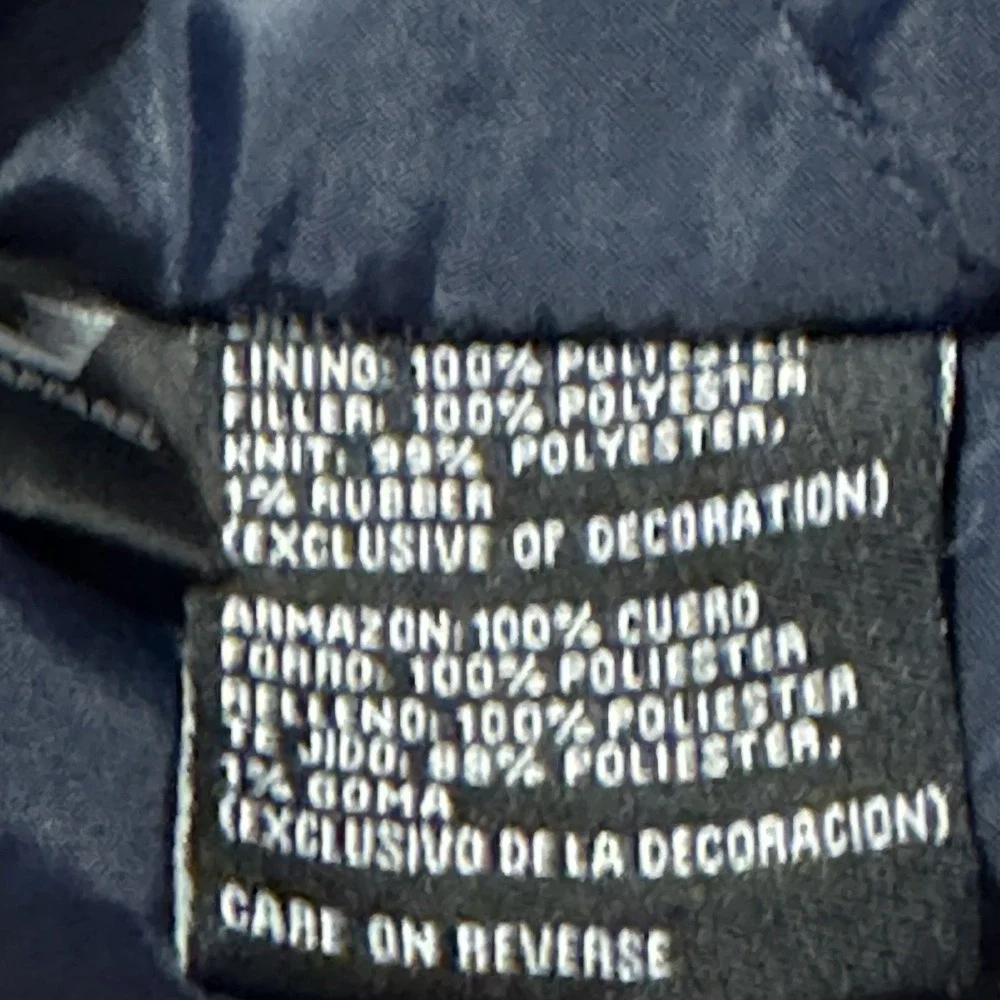 LINING: 100% POLYESTER
FILLER: 100% POLYESTER
KNIT: 99% POLYESTER,
1% RUBBER
(EXCLUSIVE OF DECORATION)
ARMAZON: 100% CUERO
FORRO: 100% POLIESTER
RELLENO: 100% POLIESTER
TEJIDO: 99% POLIESTER,
1% GOMA
(EXCLUSIVO DE LA DECORACION)
CARE ON REVERSE